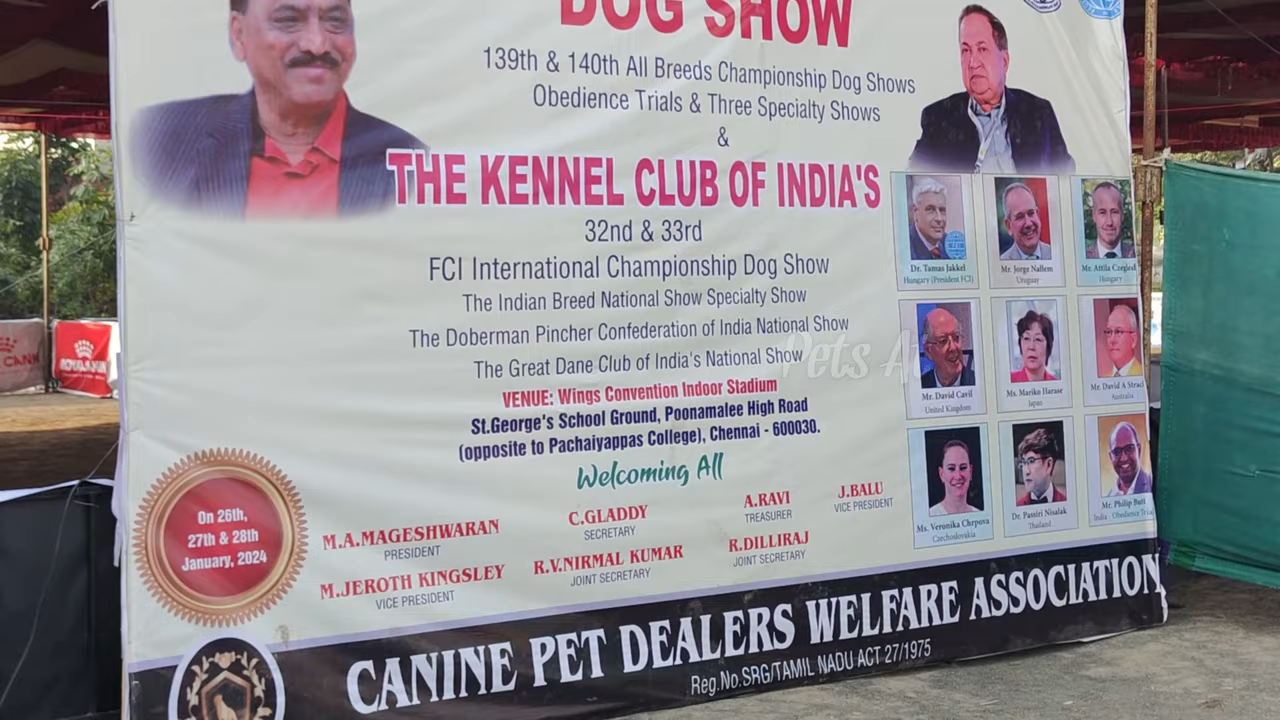 DOG SHOW
139th & 140th All Breeds Championship Dog Shows
Obedience Trials & Three Specialty Shows
&
THE KENNEL CLUB OF INDIA'S
32nd & 33rd
FCI International Championship Dog Show
The Indian Breed National Show Specialty Show
The Doberman Pincher Confederation of India National Show
The Great Dane Club of India's National Show
VENUE: Wings Convention Indoor Stadium
St.George's School Ground, Poonamalee High Road
(opposite to Pachaiyappas College), Chennai - 600030.
Welcoming All
On 26th,
27th & 28th
January, 2024
M.A.MAGESHWARAN
PRESIDENT
C.GLADDY
SECRETARY
A.RAVI
TREASURER
J.BALU
VICE PRESIDENT
M.JEROTH KINGSLEY
VICE PRESIDENT
R.V.NIRMAL KUMAR
JOINT SECRETARY
R.DILLIRAJ
JOINT SECRETARY
Dr. Tamas Jakkel
Hungary (President FCI)
Mr. Jorge Nallem
Uruguay
Mr. Attila Czegled
Hungary
Mr. David Cavil
United Kingdom
Ms. Mariko Harase
Japan
Mr. David A Strac
Australia
Ms. Veronika Chrpova
Czechoslovakia
Dr. Passiri Nisalak
Thailand
Mr. Philip Butt
India - Obedience Tria
CANINE PET DEALERS WELFARE ASSOCIATION
Reg.No.SRG/TAMIL NADU ACT 27/1975
ROYAL CANIN
CANIN
Pets